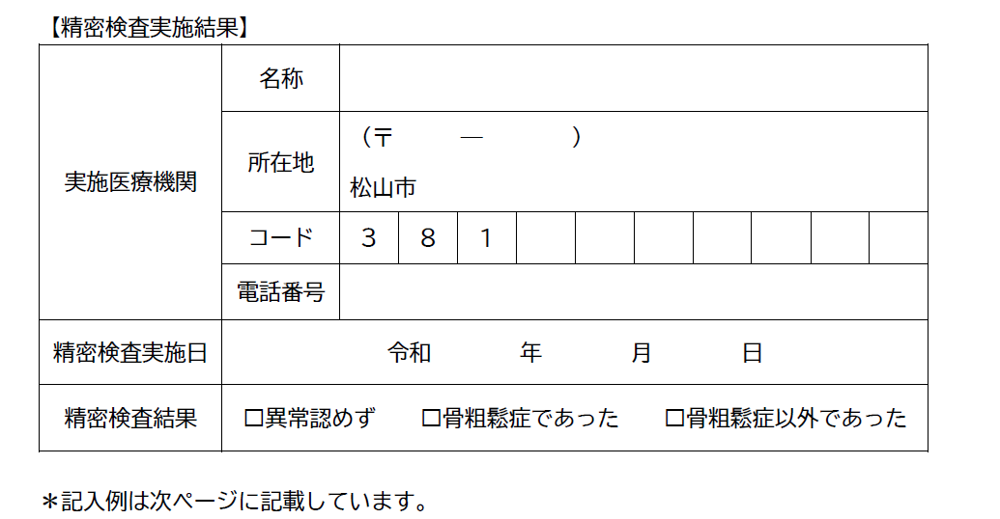 【精密検査実施結果】
実施医療機関
名称
所在地
（〒　　　―　　　　）
松山市
コード
3 8 1
電話番号
精密検査実施日
令和　　　　年　　　　月　　　　日
精密検査結果
□異常認めず　　□骨粗鬆症であった　　□骨粗鬆症以外であった
＊記入例は次ページに記載しています。